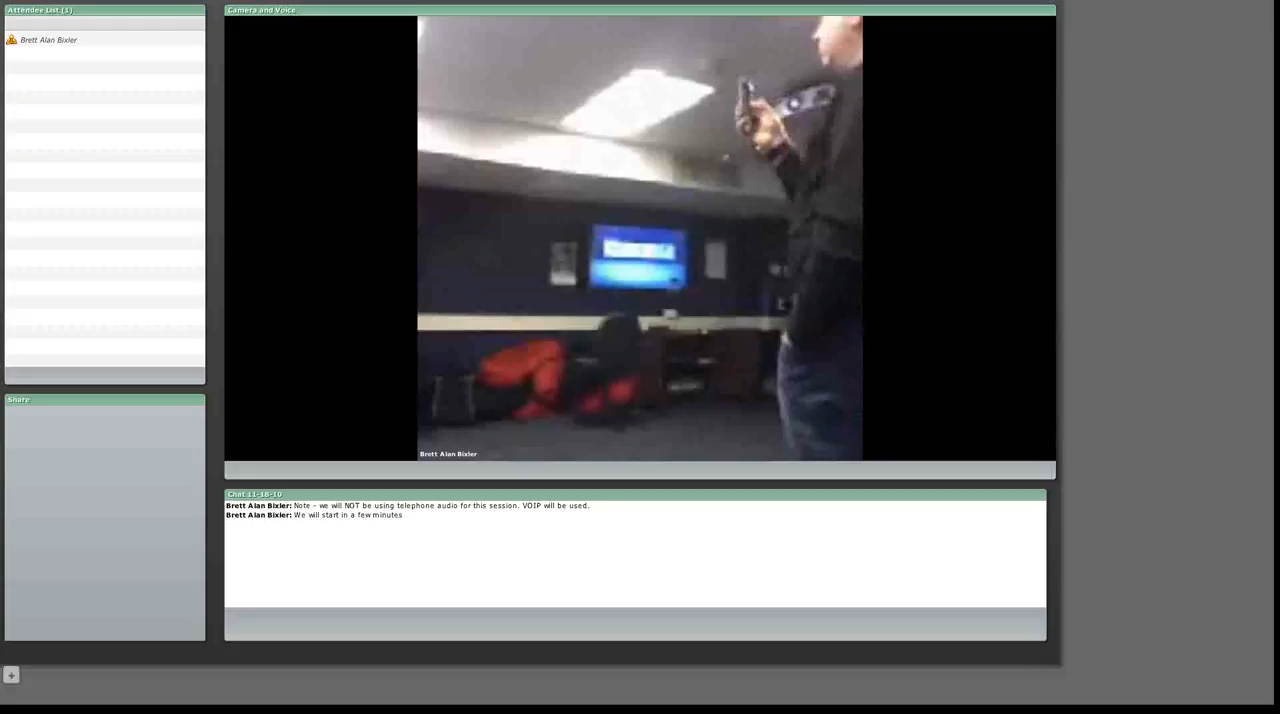 Attendee List (1)
Brett Alan Bixler
Share
Camera and Voice
Brett Alan Bixler
Chat 11-18-10
Brett Alan Bixler: Note - we will NOT be using telephone audio for this session. VOIP will be used.
Brett Alan Bixler: We will start in a few minutes